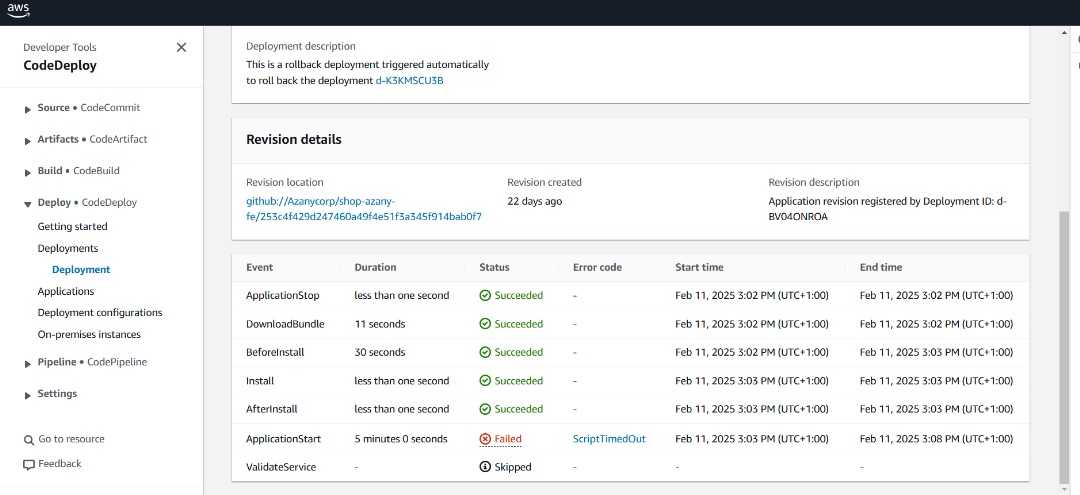 aws
Developer Tools
CodeDeploy
Source • CodeCommit
Artifacts • CodeArtifact
Build • CodeBuild
Deploy • CodeDeploy
Getting started
Deployments
Deployment
Applications
Deployment configurations
On-premises instances
Pipeline • CodePipeline
Settings
Go to resource
Feedback
Deployment description
This is a rollback deployment triggered automatically
to roll back the deployment d-K3KMSCU3B
Revision details
Revision location
github://Azanycorp/shop-azany-
fe/253c4f429d247460a49f4e51f3a345f914bab0f7
Revision created
22 days ago
Revision description
Application revision registered by Deployment ID: d-
BV04ONROA
Event Duration Status Error code Start time End time
ApplicationStop less than one second Succeeded - Feb 11, 2025 3:02 PM (UTC+1:00) Feb 11, 2025 3:02 PM (UTC+1:00)
DownloadBundle 11 seconds Succeeded - Feb 11, 2025 3:02 PM (UTC+1:00) Feb 11, 2025 3:02 PM (UTC+1:00)
BeforeInstall 30 seconds Succeeded - Feb 11, 2025 3:02 PM (UTC+1:00) Feb 11, 2025 3:03 PM (UTC+1:00)
Install less than one second Succeeded - Feb 11, 2025 3:03 PM (UTC+1:00) Feb 11, 2025 3:03 PM (UTC+1:00)
AfterInstall less than one second Succeeded - Feb 11, 2025 3:03 PM (UTC+1:00) Feb 11, 2025 3:03 PM (UTC+1:00)
ApplicationStart 5 minutes 0 seconds Failed ScriptTimedOut Feb 11, 2025 3:03 PM (UTC+1:00) Feb 11, 2025 3:08 PM (UTC+1:00)
ValidateService - Skipped - - -